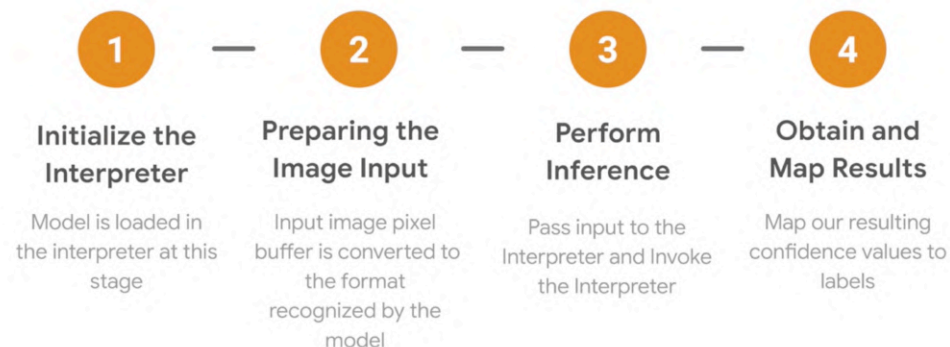 1
2
3
4
Initialize the
Interpreter
Model is loaded in
the interpreter at this
stage
Preparing the
Image Input
Input image pixel
buffer is converted to
the format
recognized by the
model
Perform
Inference
Pass input to the
Interpreter and Invoke
the Interpreter
Obtain and
Map Results
Map our resulting
confidence values to
labels